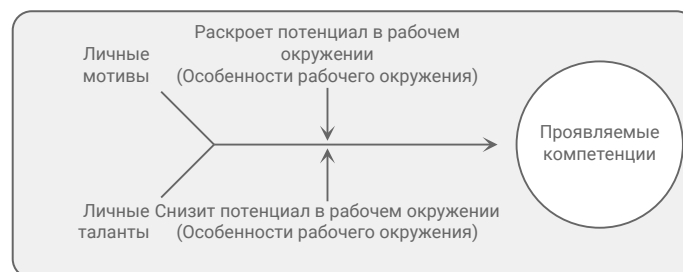 Раскроет потенциал в рабочем
окружении
(Особенности рабочего окружения)
Личные
мотивы
Проявляемые
компетенции
Личные
таланты
Снизит потенциал в рабочем окружении
(Особенности рабочего окружения)